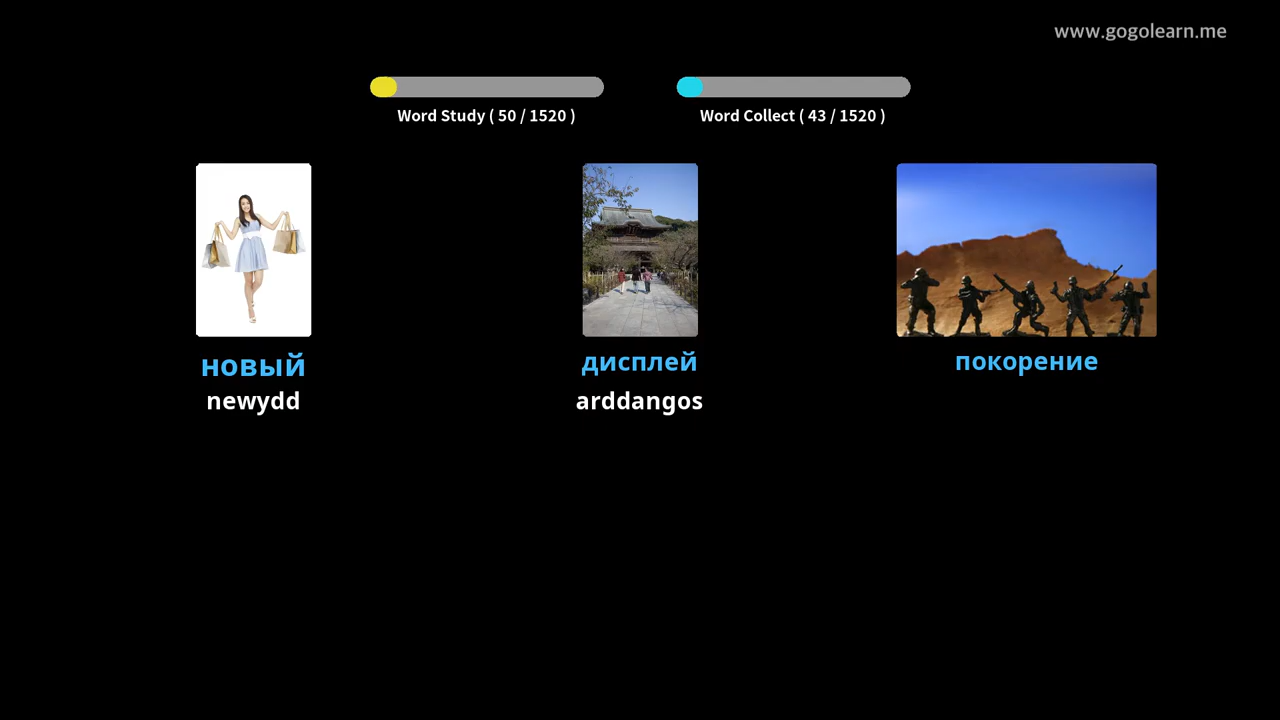 www.gogolearn.me
Word Study ( 50 / 1520 )
Word Collect ( 43 / 1520 )
новый
newydd
дисплей
arddangos
покорение